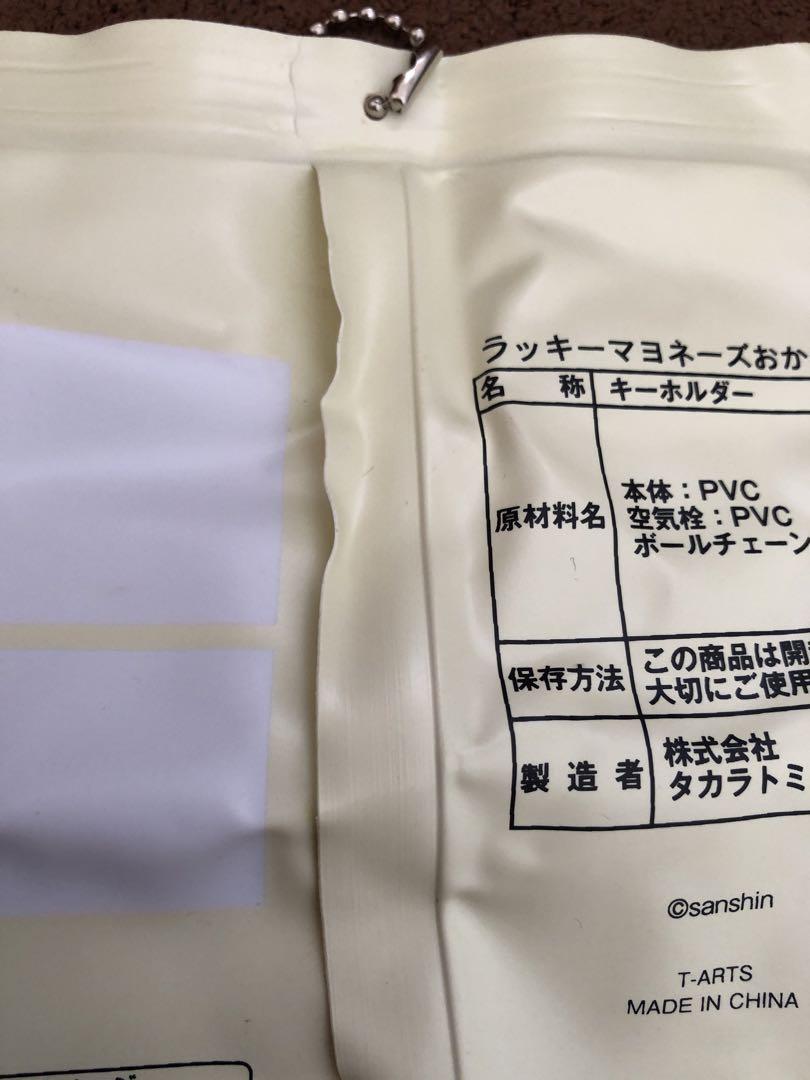 ラッキーマヨネーズおか
名 称 キーホルダー
原材料名
本体：PVC
空気栓：PVC
ボールチェーン
保存方法
この商品は開
大切にご使用
製造者
株式会社
タカラトミ
©sanshin
T-ARTS
MADE IN CHINA